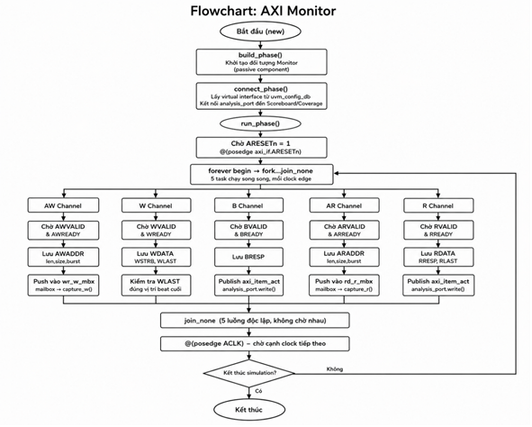 Flowchart: AXI Monitor
Bắt đầu (new)
build_phase()
Khởi tạo đối tượng Monitor
(passive component)
connect_phase()
Lấy virtual interface từ uvm_config_db
Kết nối analysis_port đến Scoreboard/Coverage
run_phase()
Chờ ARESETn = 1
@(posedge axi_if.ARESETn)
forever begin → fork...join_none
5 task chạy song song, mỗi clock edge
AW Channel
W Channel
B Channel
AR Channel
R Channel
Chờ AWVALID
& AWREADY
Chờ WVALID
& WREADY
Chờ BVALID
& BREADY
Chờ ARVALID
& ARREADY
Chờ RVALID
& RREADY
Lưu AWADDR
len,size,burst
Lưu WDATA
WSTRB, WLAST
Lưu BRESP
Lưu ARADDR
len,size,burst
Lưu RDATA
RRESP, RLAST
Push vào wr_w_mbx
mailbox → capture_w()
Kiểm tra WLAST
đúng vị trí beat cuối
Publish axi_item_act
analysis_port.write()
Push vào rd_r_mbx
mailbox → capture_r()
Publish axi_item_act
analysis_port.write()
join_none (5 luồng độc lập, không chờ nhau)
@(posedge ACLK) – chờ cạnh clock tiếp theo
Kết thúc simulation?
Không
Có
Kết thúc